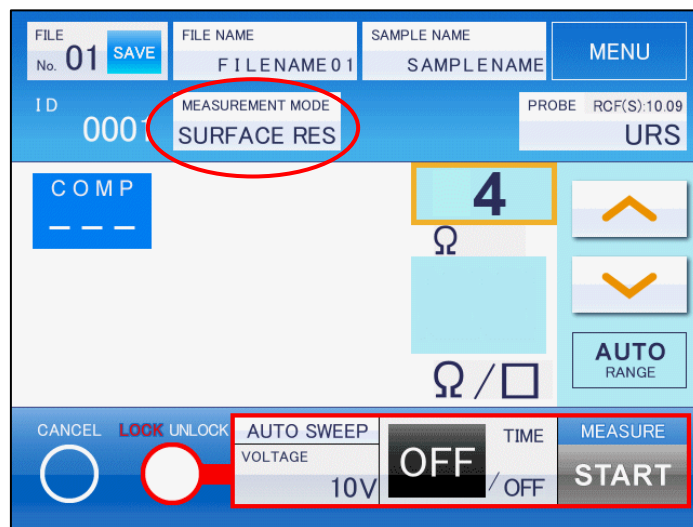 FILE
No. 01 SAVE
FILE NAME
FILENAME01
SAMPLE NAME
SAMPLENAME
MENU
ID
0001
MEASUREMENT MODE
SURFACE RES
PROBE RCF(S):10.09
URS
COMP
---
4
Ω
Ω/□
AUTO
RANGE
CANCEL
LOCK UNLOCK
AUTO SWEEP
VOLTAGE
10V
OFF
TIME
/OFF
MEASURE
START